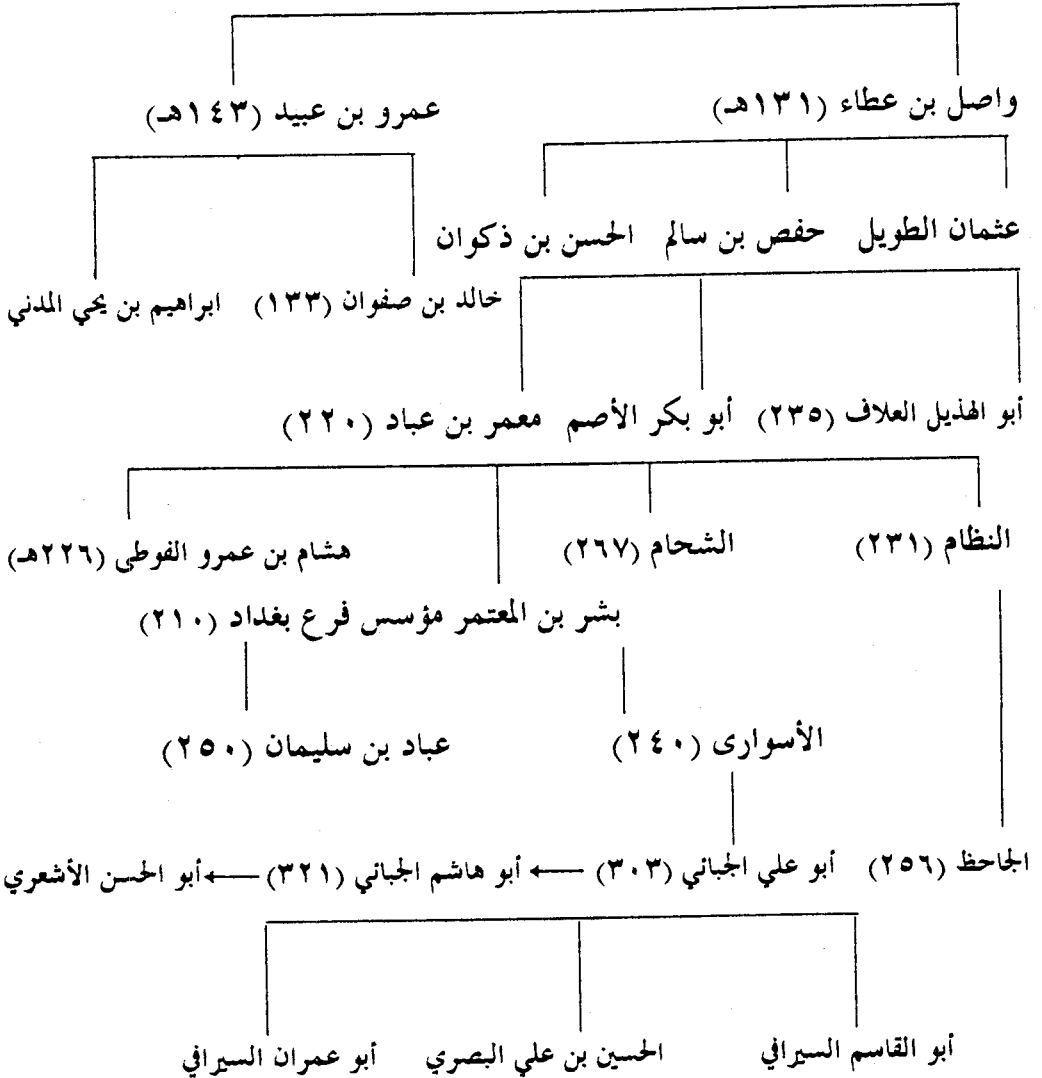 واصل بن عطاء (١٣١هـ) عمرو بن عبيد (١٤٣هـ)
عثمان الطويل حفص بن سالم الحسن بن ذكوان
خالد بن صفوان (١٣٣) ابراهيم بن يحي المدني
أبو الهذيل العلاف (٢٣٥) أبو بكر الأصم معمر بن عباد (٢٢٠)
النظام (٢٣١) الشحام (٢٦٧) هشام بن عمرو الفوطى (٢٢٦هـ)
بشر بن المعتمر مؤسس فرع بغداد (٢١٠)
الأسوارى (٢٤٠) عباد بن سليمان (٢٥٠)
الجاحظ (٢٥٦) أبو علي الجبائي (٣٠٣) ← أبو هاشم الجبائي (٣٢١) ← أبو الحسن الأشعري
أبو القاسم السيرافي الحسين بن علي البصري أبو عمران السيرافي